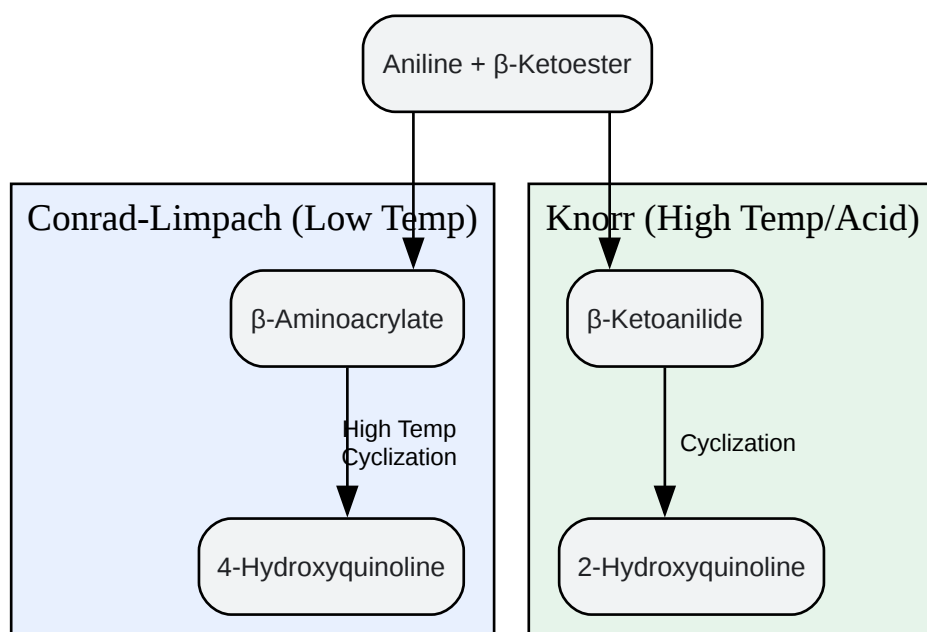 Aniline + β-Ketoester
Conrad-Limpach (Low Temp)
Knorr (High Temp/Acid)
β-Aminoacrylate
β-Ketoanilide
High Temp
Cyclization
Cyclization
4-Hydroxyquinoline
2-Hydroxyquinoline